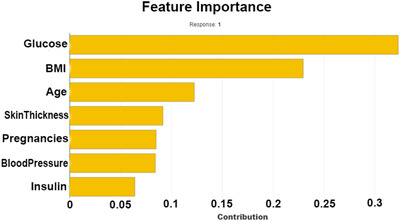 Feature Importance
Response: 1
Glucose
BMI
Age
SkinThickness
Pregnancies
BloodPressure
Insulin
0 0.05 0.1 0.15 0.2 0.25 0.3
Contribution